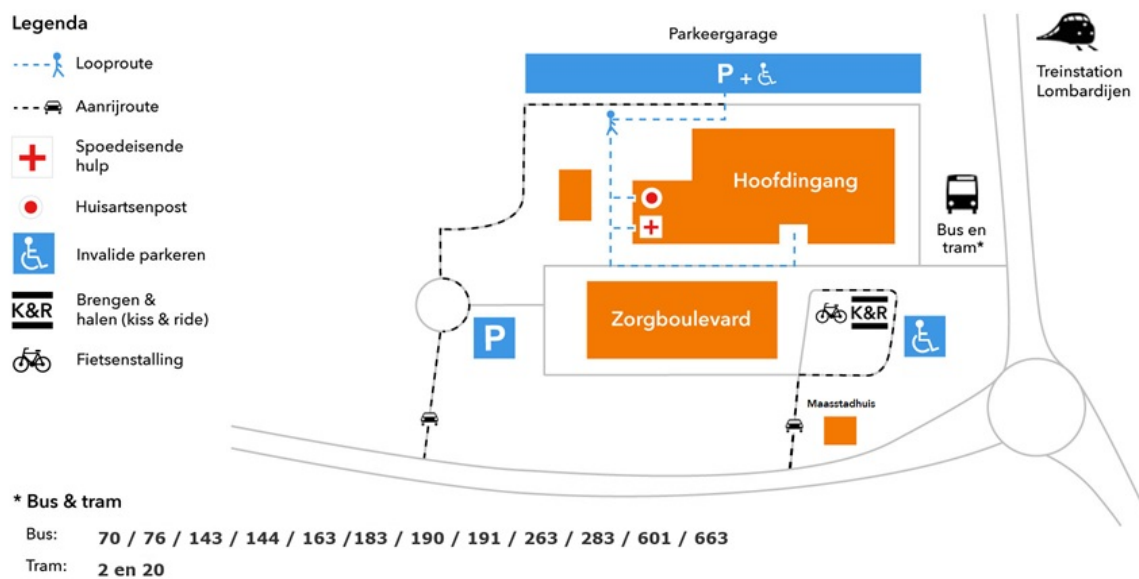 Legenda
Looproute
Aanrijroute
Spoedeisende
hulp
Huisartsenpost
Invalide parkeren
K&R
Brengen &
halen (kiss & ride)
Fietsenstalling
Parkeergarage
P +
Treinstation
Lombardijen
Hoofdingang
Bus en
tram*
Zorgboulevard
K&R
P
Maasstadhuis
* Bus & tram
Bus: 70 / 76 / 143 / 144 / 163 /183 / 190 / 191 / 263 / 283 / 601 / 663
Tram: 2 en 20